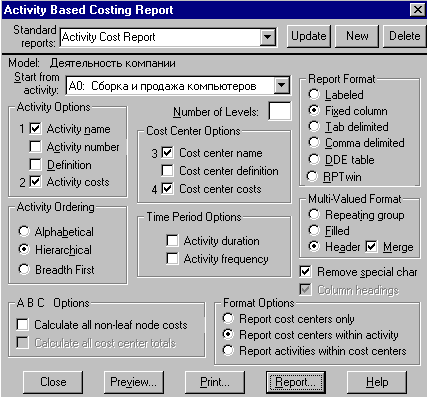 Activity Based Costing Report
Standard reports: Activity Cost Report
Update New Delete
Model: Деятельность компании
Start from activity: A0: Сборка и продажа компьютеров
Number of Levels:
Activity Options
1 Activity name
Activity number
Definition
2 Activity costs
Cost Center Options
3 Cost center name
Cost center definition
4 Cost center costs
Report Format
Labeled
Fixed column
Tab delimited
Comma delimited
DDE table
RPTwin
Activity Ordering
Alphabetical
Hierarchical
Breadth First
Time Period Options
Activity duration
Activity frequency
Multi-Valued Format
Repeating group
Filled
Header Merge
Remove special char
Column headings
A B C Options
Calculate all non-leaf node costs
Calculate all cost center totals
Format Options
Report cost centers only
Report cost centers within activity
Report activities within cost centers
Close Preview... Print... Report... Help